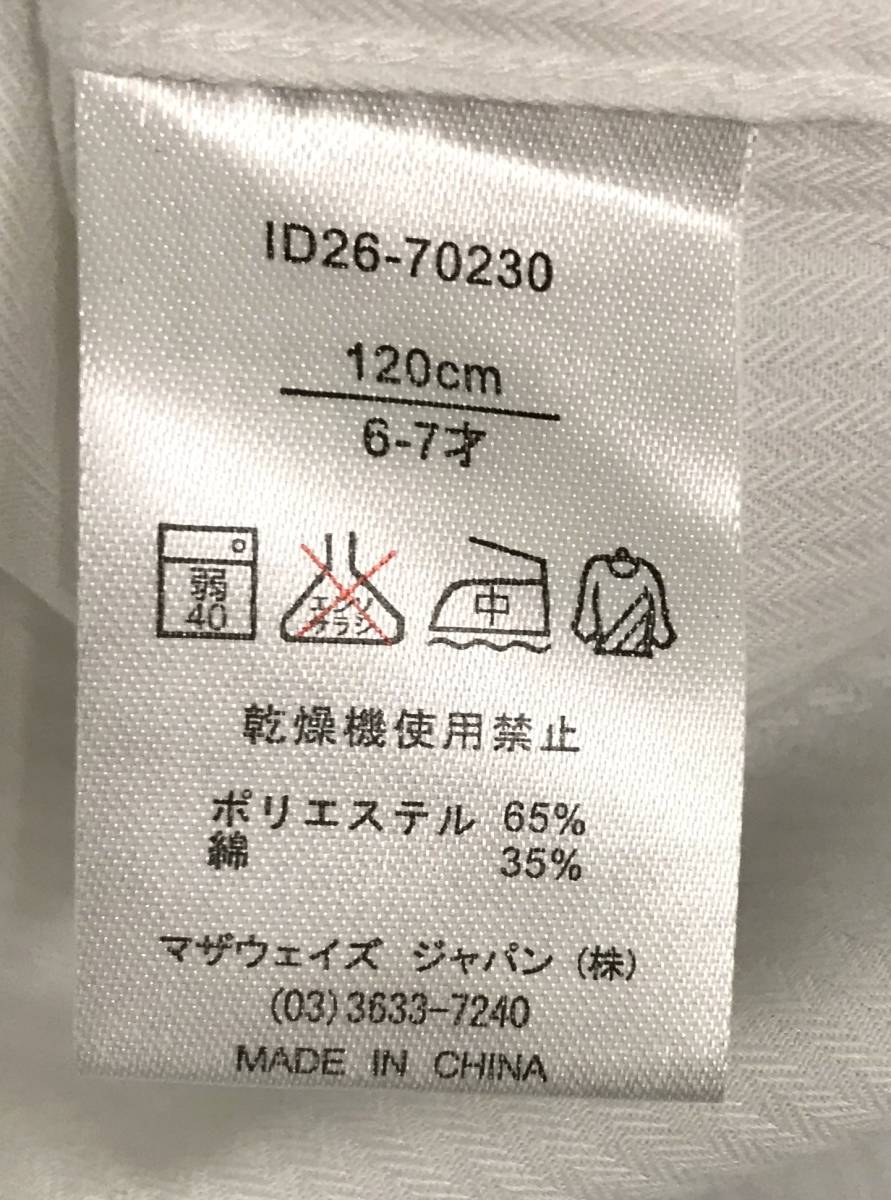 ID26-70230
120cm
6-7才
弱
40
エンソ
オラシ
中
乾燥機使用禁止
ポリエステル 65%
綿 35%
マザウェイズ ジャパン (株)
(03)3633-7240
MADE IN CHINA